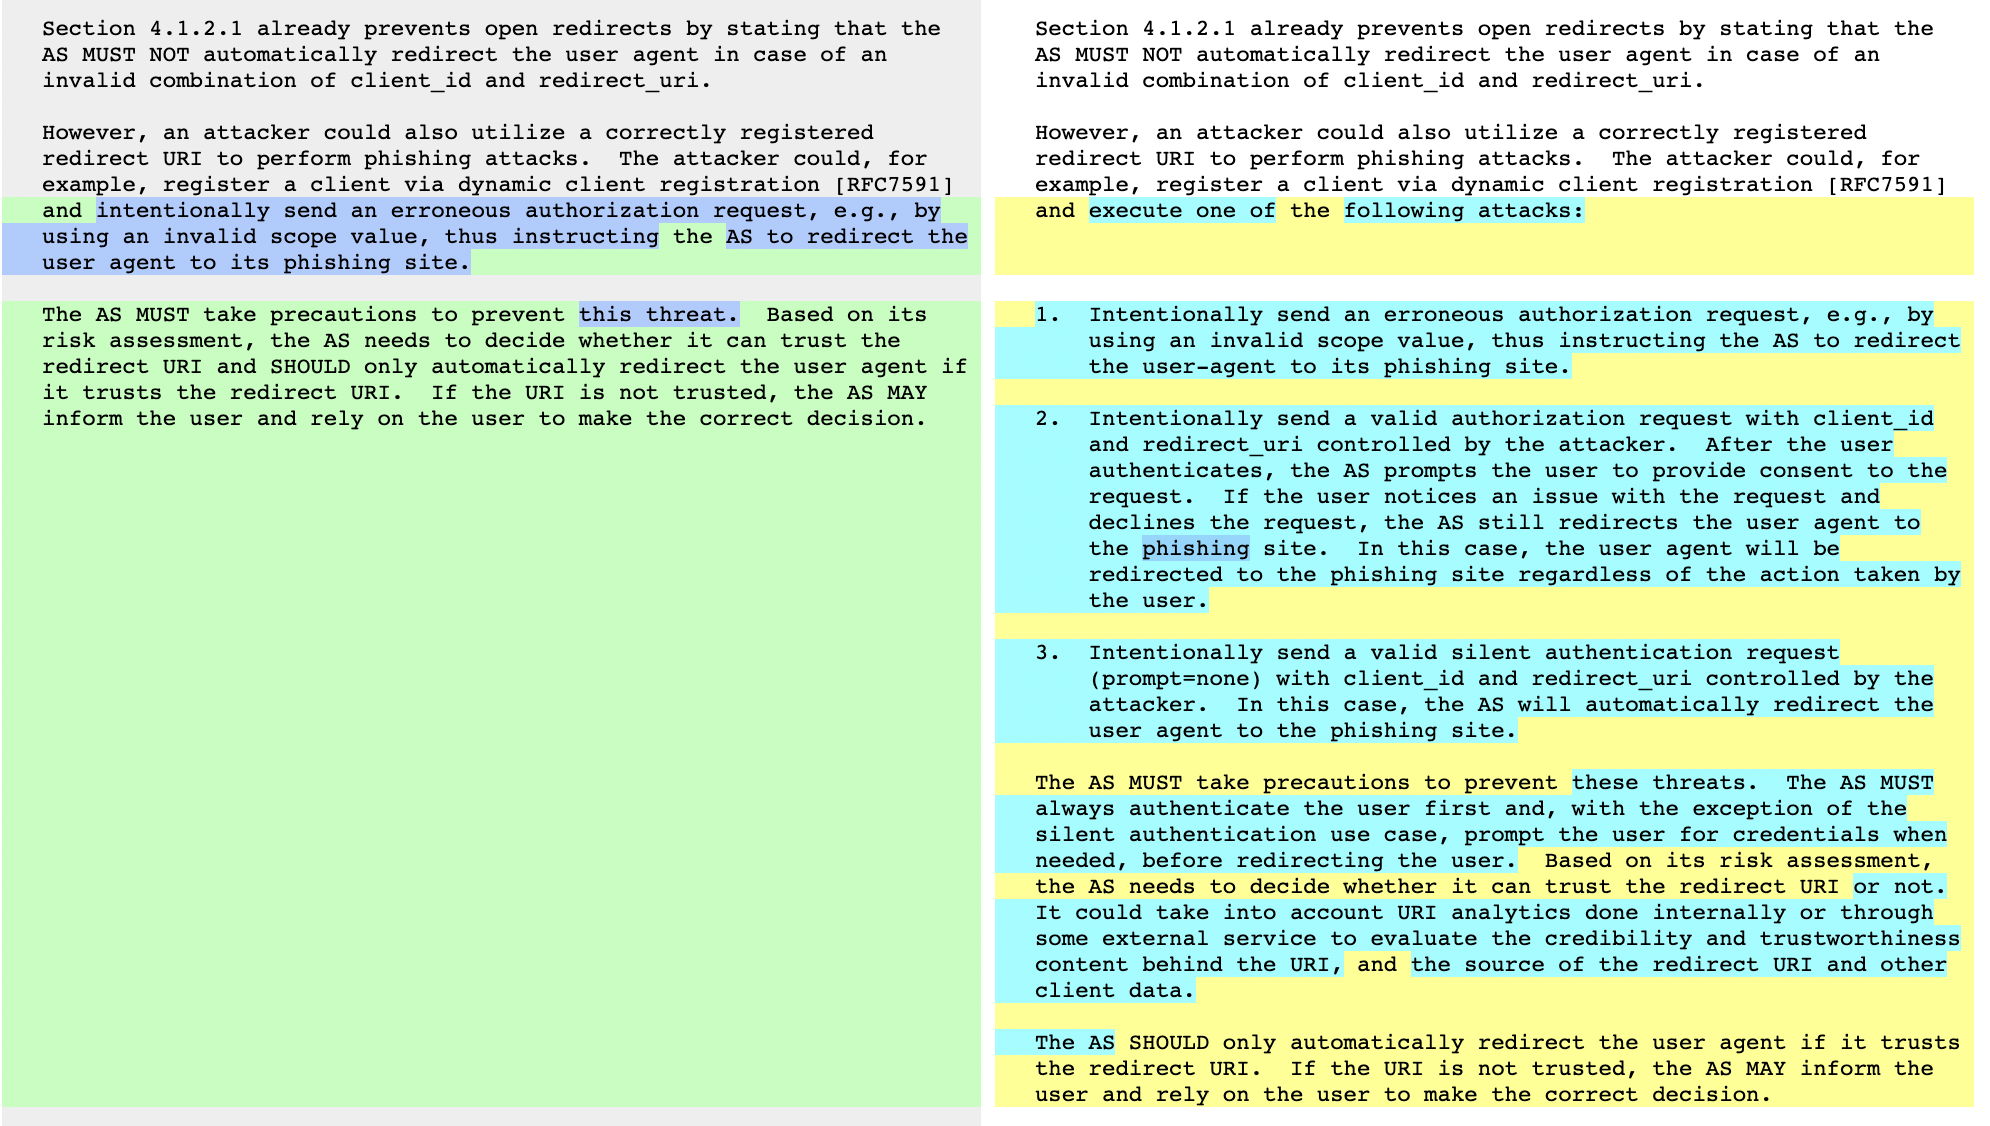 Section 4.1.2.1 already prevents open redirects by stating that the
AS MUST NOT automatically redirect the user agent in case of an
invalid combination of client_id and redirect_uri.
However, an attacker could also utilize a correctly registered
redirect URI to perform phishing attacks.  The attacker could, for
example, register a client via dynamic client registration [RFC7591]
and intentionally send an erroneous authorization request, e.g., by
using an invalid scope value, thus instructing the AS to redirect the
user agent to its phishing site.
The AS MUST take precautions to prevent this threat.  Based on its
risk assessment, the AS needs to decide whether it can trust the
redirect URI and SHOULD only automatically redirect the user agent if
it trusts the redirect URI.  If the URI is not trusted, the AS MAY
inform the user and rely on the user to make the correct decision.
Section 4.1.2.1 already prevents open redirects by stating that the
AS MUST NOT automatically redirect the user agent in case of an
invalid combination of client_id and redirect_uri.
However, an attacker could also utilize a correctly registered
redirect URI to perform phishing attacks.  The attacker could, for
example, register a client via dynamic client registration [RFC7591]
and execute one of the following attacks:
1.  Intentionally send an erroneous authorization request, e.g., by
using an invalid scope value, thus instructing the AS to redirect
the user-agent to its phishing site.
2.  Intentionally send a valid authorization request with client_id
and redirect_uri controlled by the attacker.  After the user
authenticates, the AS prompts the user to provide consent to the
request.  If the user notices an issue with the request and
declines the request, the AS still redirects the user agent to
the phishing site.  In this case, the user agent will be
redirected to the phishing site regardless of the action taken by
the user.
3.  Intentionally send a valid silent authentication request
(prompt=none) with client_id and redirect_uri controlled by the
attacker.  In this case, the AS will automatically redirect the
user agent to the phishing site.
The AS MUST take precautions to prevent these threats.  The AS MUST
always authenticate the user first and, with the exception of the
silent authentication use case, prompt the user for credentials when
needed, before redirecting the user.  Based on its risk assessment,
the AS needs to decide whether it can trust the redirect URI or not.
It could take into account URI analytics done internally or through
some external service to evaluate the credibility and trustworthiness
content behind the URI, and the source of the redirect URI and other
client data.
The AS SHOULD only automatically redirect the user agent if it trusts
the redirect URI.  If the URI is not trusted, the AS MAY inform the
user and rely on the user to make the correct decision.